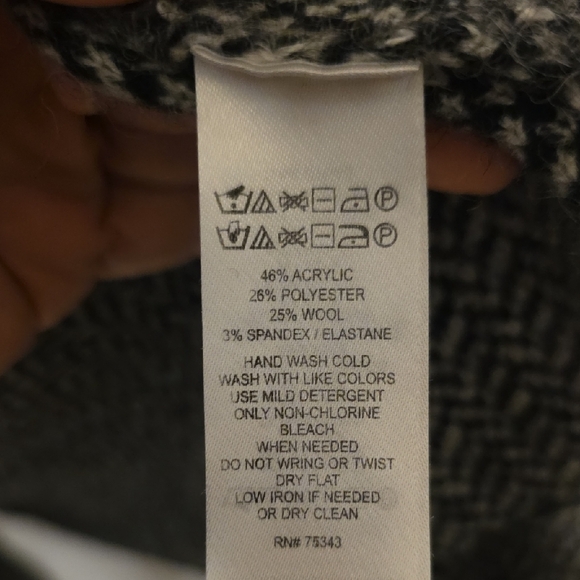 P
P
46% ACRYLIC
26% POLYESTER
25% WOOL
3% SPANDEX / ELASTANE
HAND WASH COLD
WASH WITH LIKE COLORS
USE MILD DETERGENT
ONLY NON-CHLORINE
BLEACH
WHEN NEEDED
DO NOT WRING OR TWIST
DRY FLAT
LOW IRON IF NEEDED
OR DRY CLEAN
RN# 75343